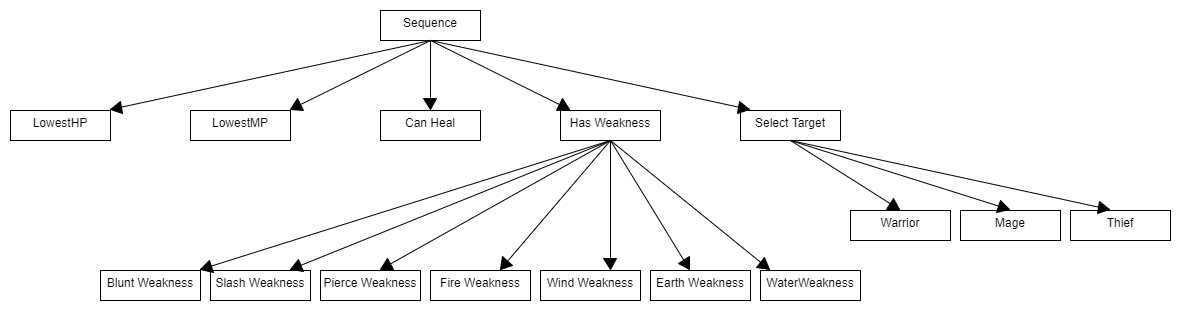 Sequence
LowestHP
LowestMP
Can Heal
Has Weakness
Select Target
Warrior
Mage
Thief
Blunt Weakness
Slash Weakness
Pierce Weakness
Fire Weakness
Wind Weakness
Earth Weakness
WaterWeakness